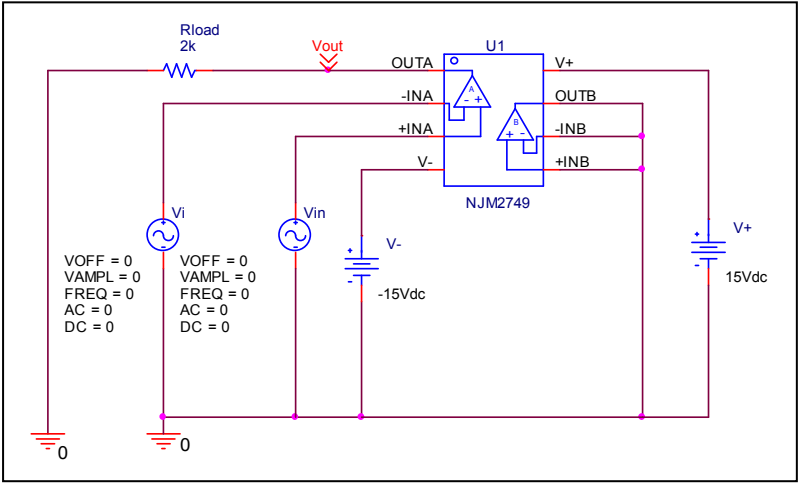 Rload
2k
Vout
U1
OUTA
-INA
+INA
V-
V+
OUTB
-INB
+INB
A
- +
B
+ -
NJM2749
Vi
VOFF = 0
VAMPL = 0
FREQ = 0
AC = 0
DC = 0
Vin
VOFF = 0
VAMPL = 0
FREQ = 0
AC = 0
DC = 0
V-
-15Vdc
V+
15Vdc
0
0